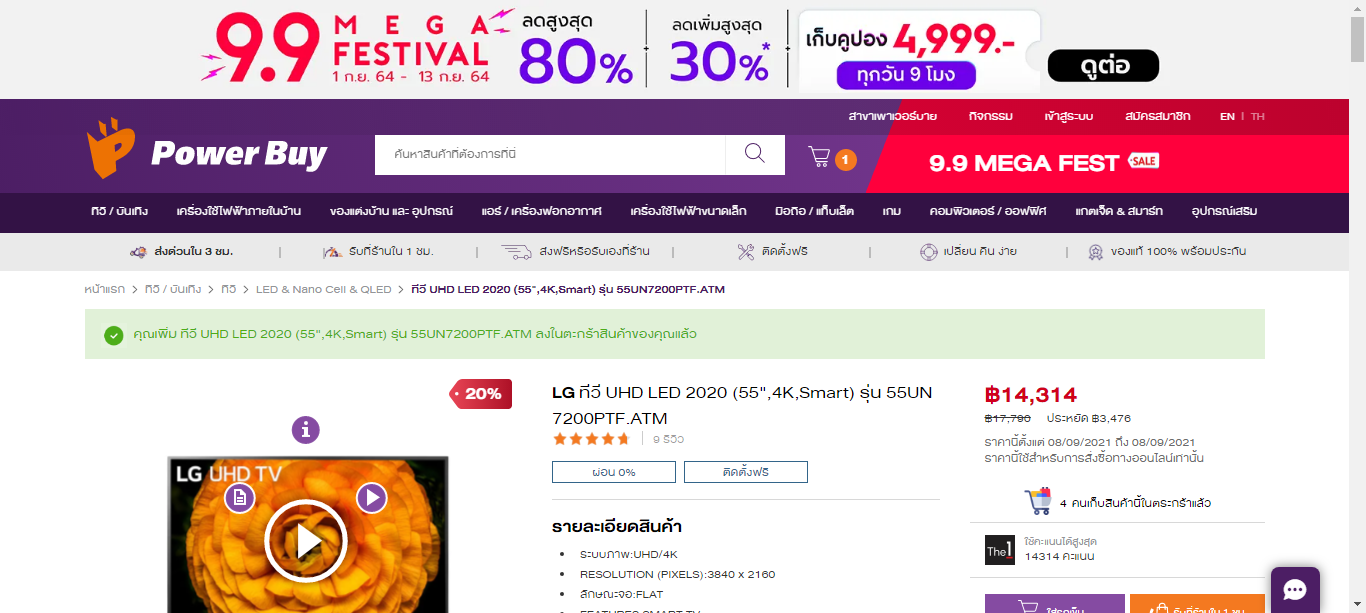 9.9 MEGA FESTIVAL
1 ก.ย. 64 - 13 ก.ย. 64
ลดสูงสุด
80%
ลดเพิ่มสูงสุด
30%*
เก็บคูปอง 4,999.-
ทุกวัน 9 โมง
ดูต่อ
สาขาเพาเวอร์บาย กิจกรรม เข้าสู่ระบบ สมัครสมาชิก EN | TH
Power Buy
ค้นหาสินค้าที่ต้องการที่นี่
1
9.9 MEGA FEST SALE
ทีวี / บันเทิง เครื่องใช้ไฟฟ้าภายในบ้าน ของแต่งบ้าน และ อุปกรณ์ แอร์ / เครื่องฟอกอากาศ เครื่องใช้ไฟฟ้าขนาดเล็ก มือถือ / แท็บเล็ต เกม คอมพิวเตอร์ / ออฟฟิศ แกดเจ็ด & สมาร์ท อุปกรณ์เสริม
ส่งด่วนใน 3 ชม. | รับที่ร้านใน 1 ชม. | ส่งฟรีหรือรับเองที่ร้าน | ติดตั้งฟรี | เปลี่ยน คืน ง่าย | ของแท้ 100% พร้อมประกัน
หน้าแรก > ทีวี / บันเทิง > ทีวี > LED & Nano Cell & QLED > ทีวี UHD LED 2020 (55",4K,Smart) รุ่น 55UN7200PTF.ATM
คุณเพิ่ม ทีวี UHD LED 2020 (55",4K,Smart) รุ่น 55UN7200PTF.ATM ลงในตะกร้าสินค้าของคุณแล้ว
20%
LG UHD TV
LG ทีวี UHD LED 2020 (55",4K,Smart) รุ่น 55UN
7200PTF.ATM
9 รีวิว
ผ่อน 0%
ติดตั้งฟรี
รายละเอียดสินค้า
• ระบบภาพ:UHD/4K
• RESOLUTION (PIXELS):3840 x 2160
• ลักษณะจอ:FLAT
• FEATURES:SMART TV
฿14,314
฿17,790 ประหยัด ฿3,476
ราคานี้ตั้งแต่ 08/09/2021 ถึง 08/09/2021
ราคานี้ใช้สำหรับการสั่งซื้อทางออนไลน์เท่านั้น
4 คนเก็บสินค้านี้ในตระกร้าแล้ว
The 1
ใช้คะแนนได้สูงสุด
14314 คะแนน
ใส่รถเข็น
รับที่ร้านใน 1 ชม.